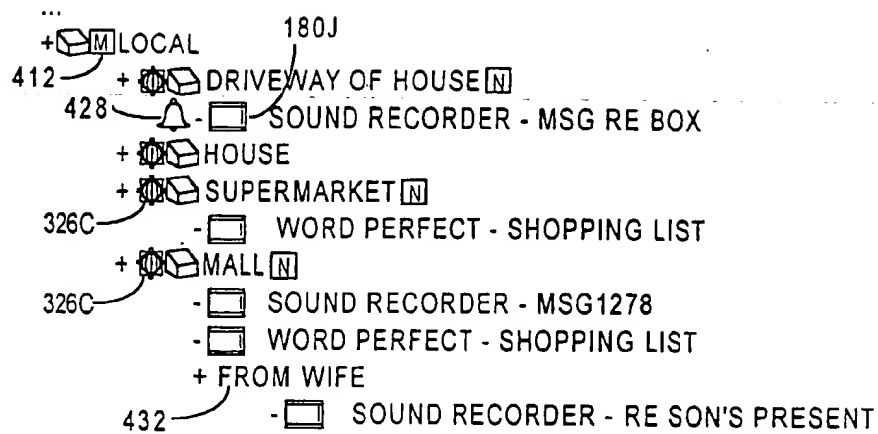 ...
180J
+ M LOCAL
412
+ DRIVEWAY OF HOUSE N
428
- SOUND RECORDER - MSG RE BOX
+ HOUSE
+ SUPERMARKET N
326C
- WORD PERFECT - SHOPPING LIST
+ MALL N
326C
- SOUND RECORDER - MSG1278
- WORD PERFECT - SHOPPING LIST
+ FROM WIFE
432
- SOUND RECORDER - RE SON'S PRESENT